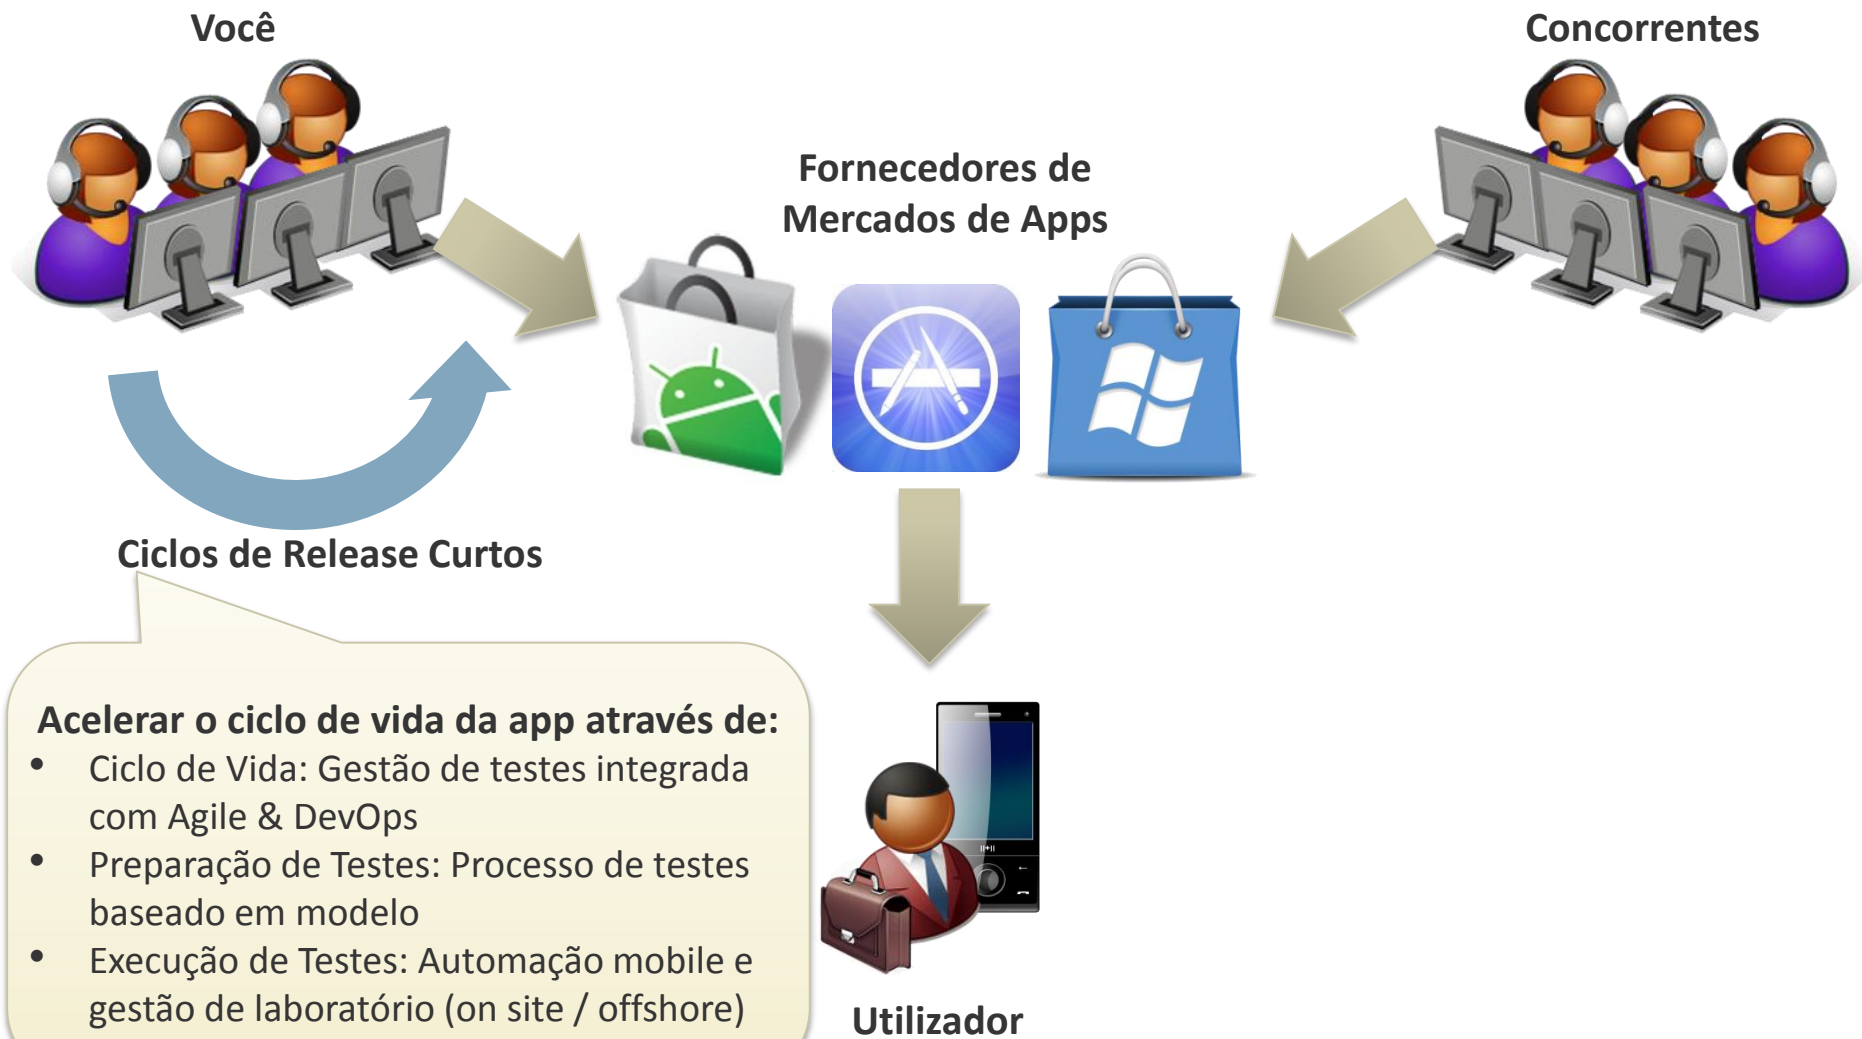 Você
Concorrentes
Fornecedores de
Mercados de Apps
Ciclos de Release Curtos
Acelerar o ciclo de vida da app através de:
• Ciclo de Vida: Gestão de testes integrada
com Agile & DevOps
• Preparação de Testes: Processo de testes
baseado em modelo
• Execução de Testes: Automação mobile e
gestão de laboratório (on site / offshore)
Utilizador